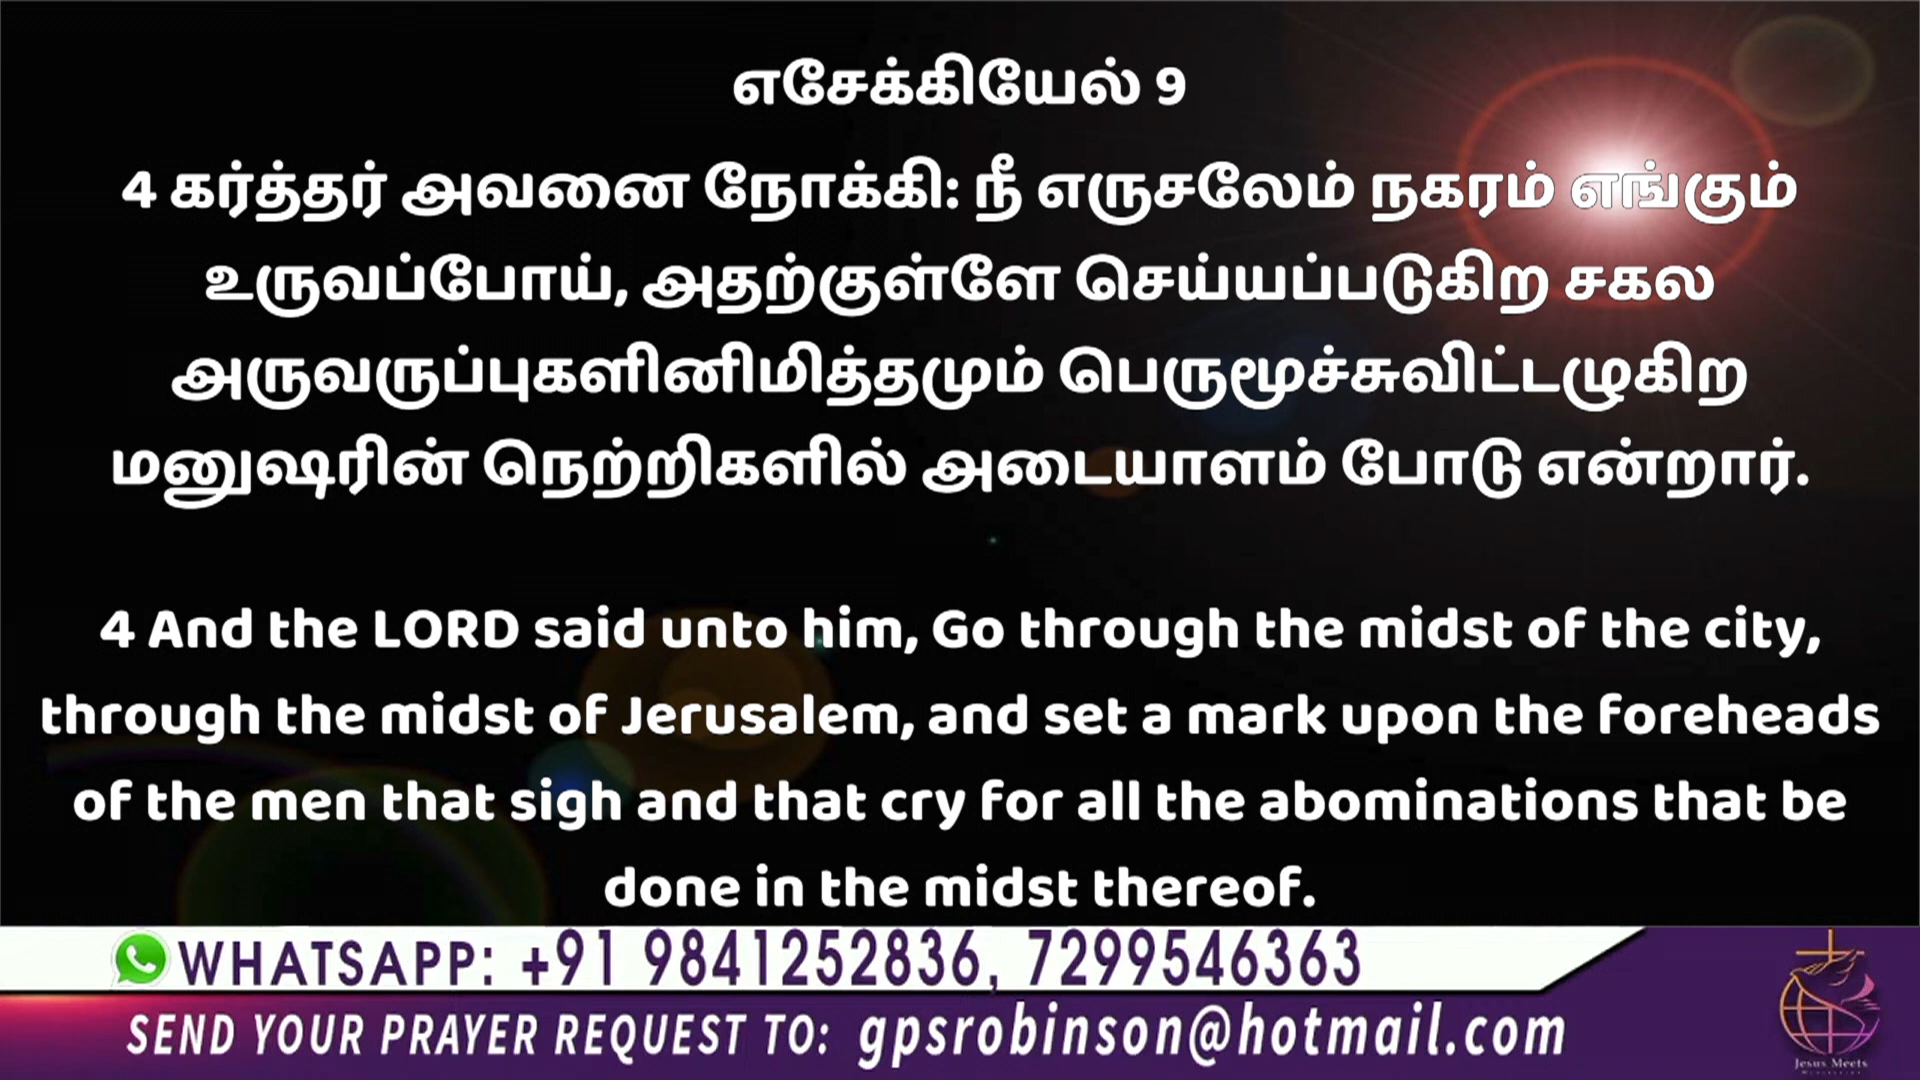 எசேக்கியேல் 9
4 கர்த்தர் அவனை நோக்கி: நீ எருசலேம் நகரம் எங்கும்
உருவப்போய், அதற்குள்ளே செய்யப்படுகிற சகல
அருவருப்புகளினிமித்தமும் பெருமூச்சுவிட்டழுகிற
மனுஷரின் நெற்றிகளில் அடையாளம் போடு என்றார்.
4 And the LORD said unto him, Go through the midst of the city,
through the midst of Jerusalem, and set a mark upon the foreheads
of the men that sigh and that cry for all the abominations that be
done in the midst thereof.
WHATSAPP: +91 9841252836, 7299546363
SEND YOUR PRAYER REQUEST TO: gpsrobinson@hotmail.com
Jesus Meets